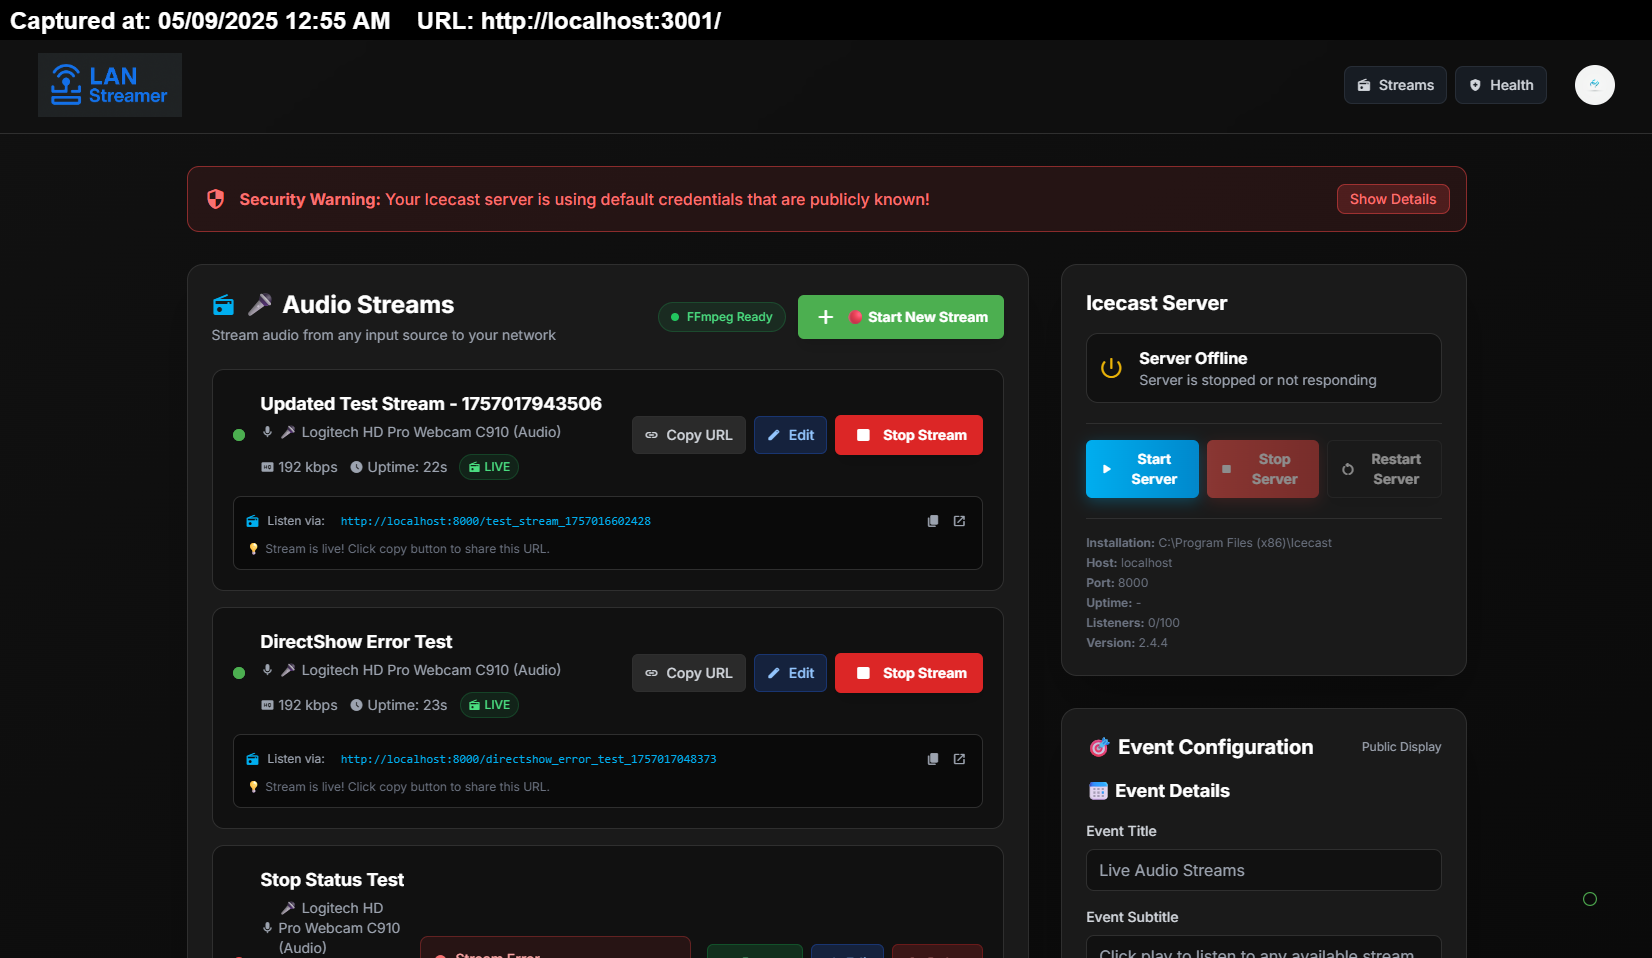 Captured at: 05/09/2025 12:55 AM URL: http://localhost:3001/
LAN
Streamer
Streams
Health
Security Warning: Your Icecast server is using default credentials that are publicly known!
Show Details
Audio Streams
Stream audio from any input source to your network
FFmpeg Ready
Start New Stream
Updated Test Stream - 1757017943506
Logitech HD Pro Webcam C910 (Audio)
192 kbps Uptime: 22s LIVE
Copy URL
Edit
Stop Stream
Listen via: http://localhost:8000/test_stream_1757016602428
Stream is live! Click copy button to share this URL.
DirectShow Error Test
Logitech HD Pro Webcam C910 (Audio)
192 kbps Uptime: 23s LIVE
Copy URL
Edit
Stop Stream
Listen via: http://localhost:8000/directshow_error_test_1757017048373
Stream is live! Click copy button to share this URL.
Stop Status Test
Logitech HD
Pro Webcam C910
(Audio)
Stream Error
Icecast Server
Server Offline
Server is stopped or not responding
Start
Server
Stop
Server
Restart
Server
Installation: C:\Program Files (x86)\Icecast
Host: localhost
Port: 8000
Uptime: -
Listeners: 0/100
Version: 2.4.4
Event Configuration
Public Display
Event Details
Event Title
Live Audio Streams
Event Subtitle
Click play to listen to any available stream